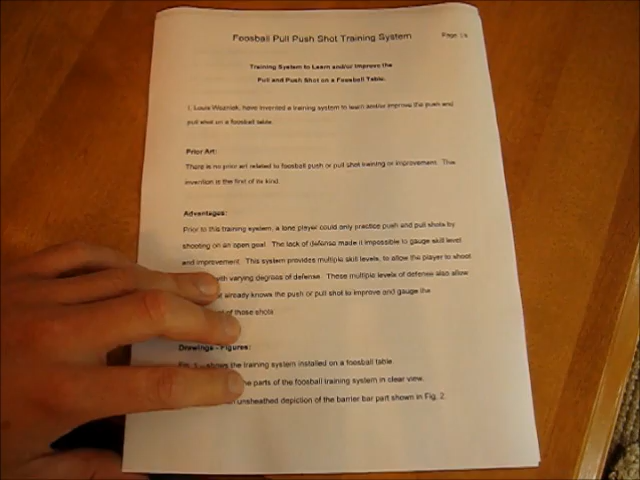 Foosball Pull Push Shot Training System
Page 1/
Training System to Learn and/or Improve the
Pull and Push Shot on a Foosball Table.
I, Louis Wozniak, have invented a training system to learn and/or improve the push and
pull shot on a foosball table.
Prior Art:
There is no prior art related to foosball push or pull shot training or improvement. This
invention is the first of its kind.
Advantages:
Prior to this training system, a lone player could only practice push and pull shots by
shooting on an open goal. The lack of defense made it impossible to gauge skill level
and improvement. This system provides multiple skill levels, to allow the player to shoot
with varying degrees of defense. These multiple levels of defense also allow
already knows the push or pull shot to improve and gauge the
of those shots.
Drawings - Figures:
Fig. 1 - shows the training system installed on a foosball table.
parts of the foosball training system in clear view.
unsheathed depiction of the barrier bar part shown in Fig. 2.